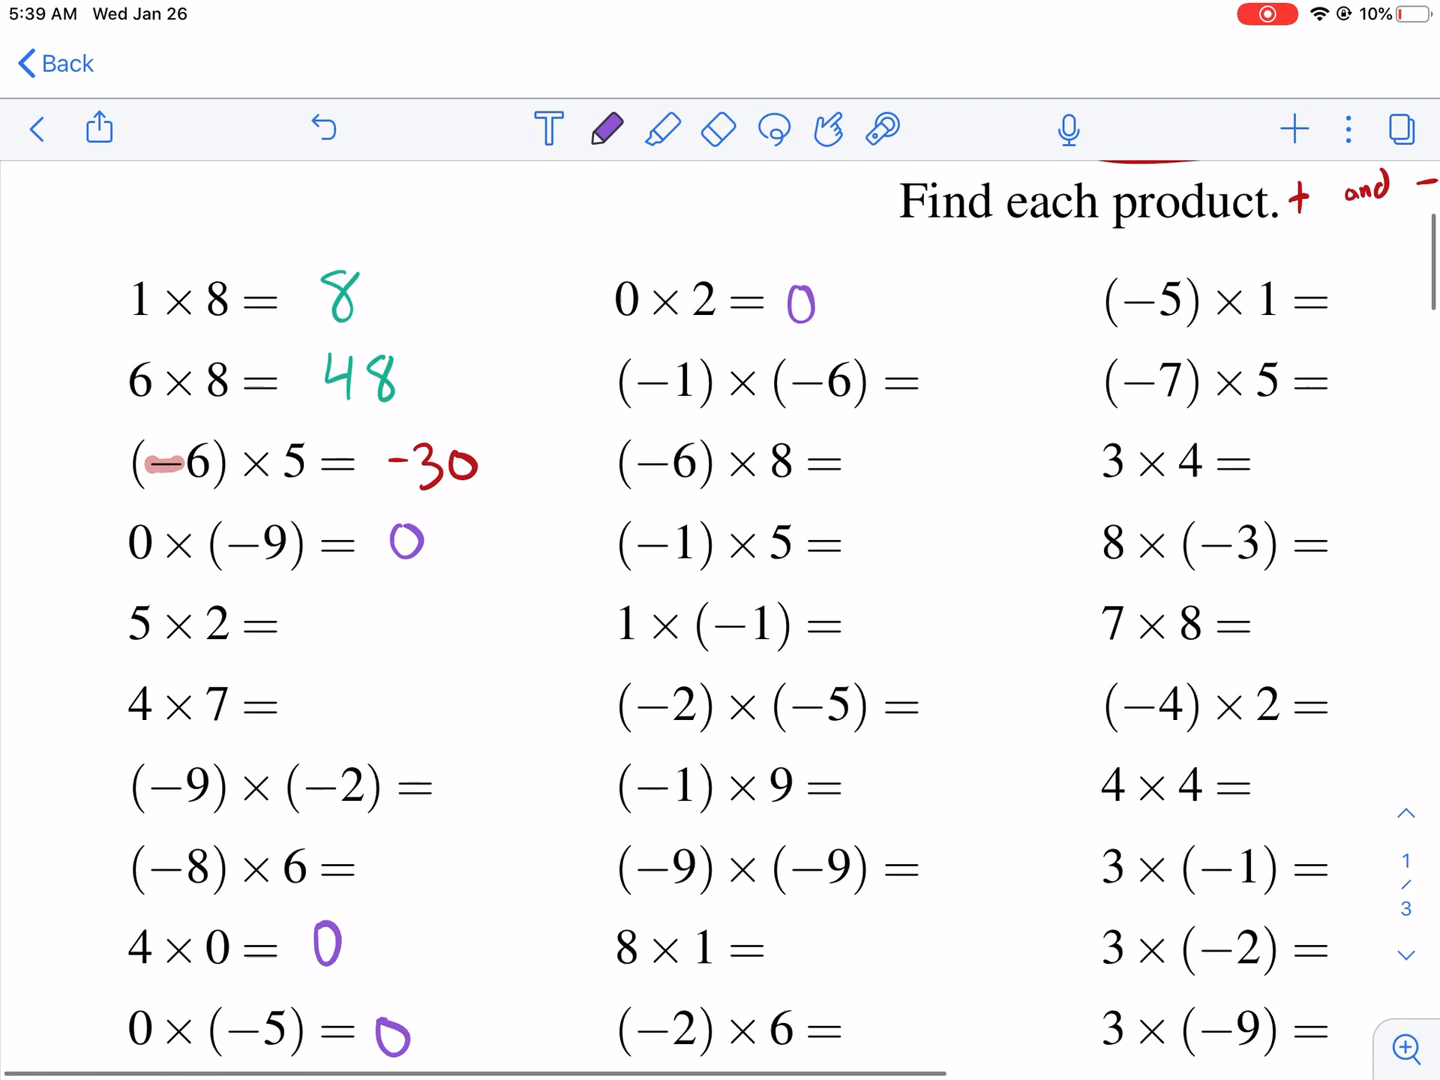 5:39 AM Wed Jan 26
10%
Back
Find each product. + and -
1 × 8 = 8
6 × 8 = 48
(−6) × 5 = -30
0 × (−9) = 0
5 × 2 =
4 × 7 =
(−9) × (−2) =
(−8) × 6 =
4 × 0 = 0
0 × (−5) = 0
0 × 2 = 0
(−1) × (−6) =
(−6) × 8 =
(−1) × 5 =
1 × (−1) =
(−2) × (−5) =
(−1) × 9 =
(−9) × (−9) =
8 × 1 =
(−2) × 6 =
(−5) × 1 =
(−7) × 5 =
3 × 4 =
8 × (−3) =
7 × 8 =
(−4) × 2 =
4 × 4 =
3 × (−1) =
3 × (−2) =
3 × (−9) =
1
/
3